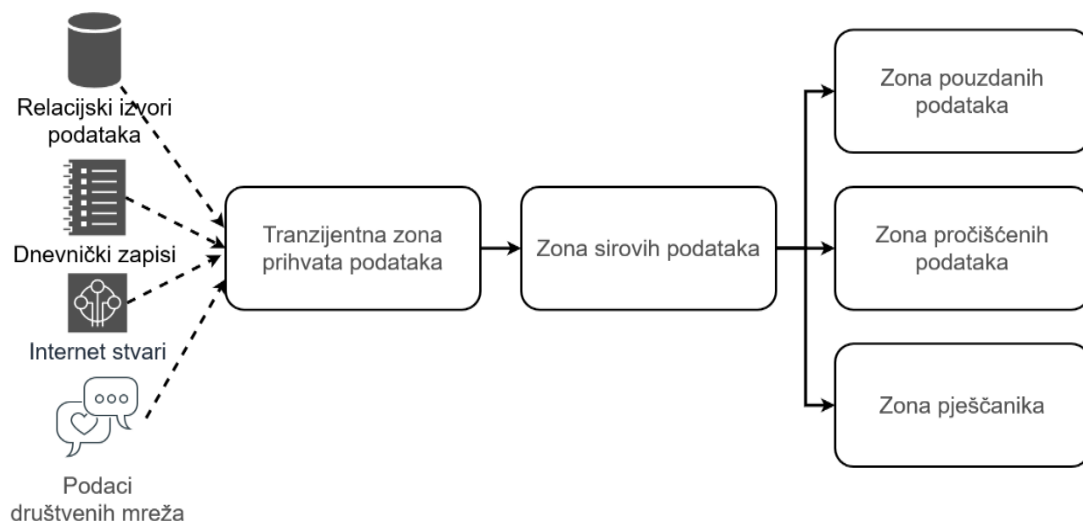 Relacijski izvori
podataka
Dnevnički zapisi
Internet stvari
Podaci
društvenih mreža
Tranzijentna zona
prihvata podataka
Zona sirovih podataka
Zona pouzdanih
podataka
Zona pročišćenih
podataka
Zona pješčanika